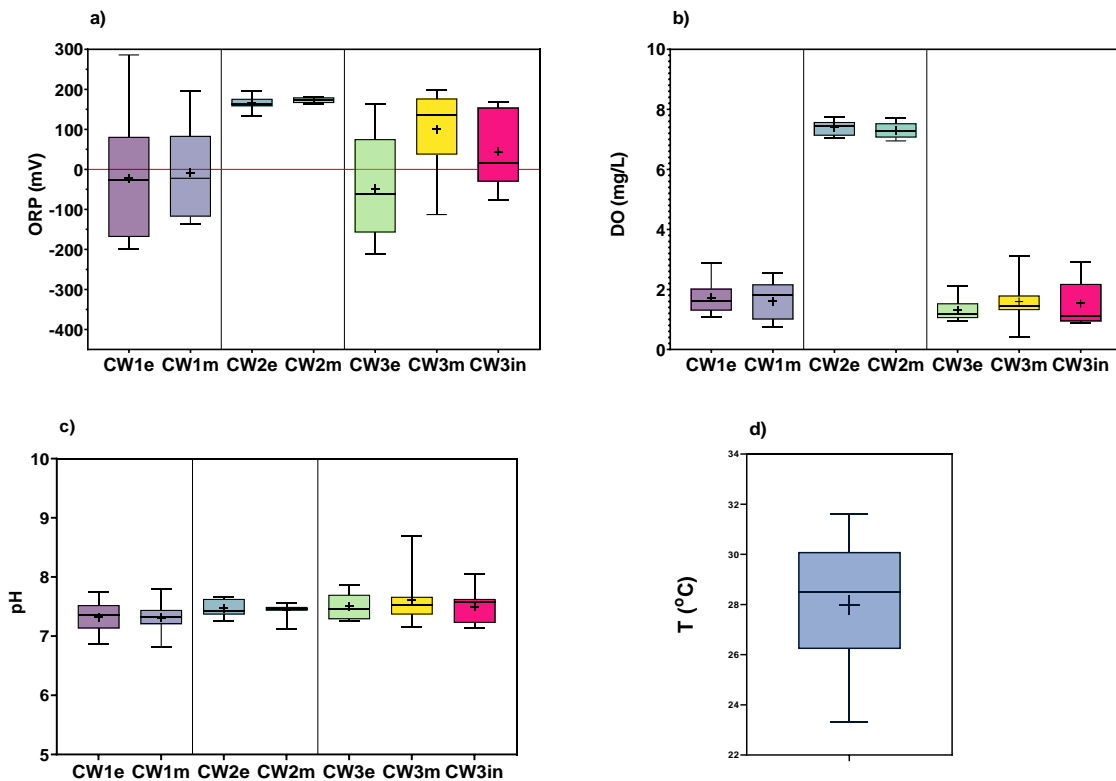 a)
300
200
100
0
-100
-200
-300
-400
ORP (mV)
CW1e CW1m CW2e CW2m CW3e CW3m CW3in
b)
10
8
6
4
2
0
DO (mg/L)
CW1e CW1m CW2e CW2m CW3e CW3m CW3in
c)
10
9
8
7
6
5
pH
CW1e CW1m CW2e CW2m CW3e CW3m CW3in
d)
34
32
30
28
26
24
22
T (°C)